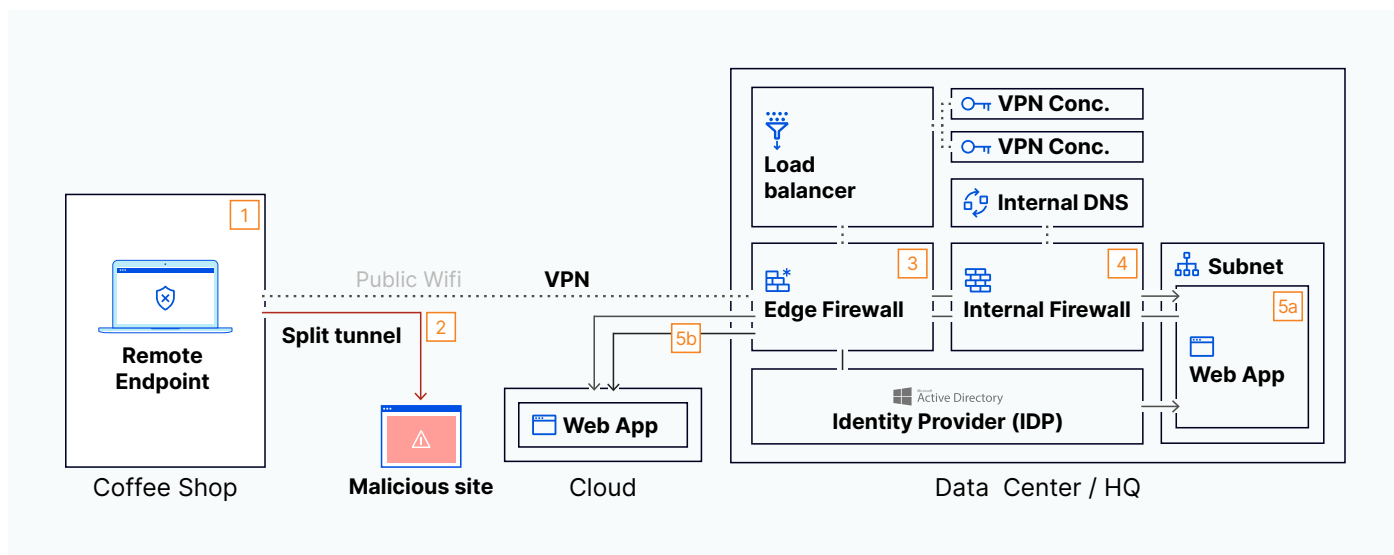 1
Remote
Endpoint
Coffee Shop
Public Wifi
VPN
Split tunnel
2
Malicious site
5b
Web App
Cloud
Load
balancer
VPN Conc.
VPN Conc.
Internal DNS
3
Edge Firewall
4
Internal Firewall
Subnet
5a
Web App
Microsoft
Active Directory
Identity Provider (IDP)
Data Center / HQ